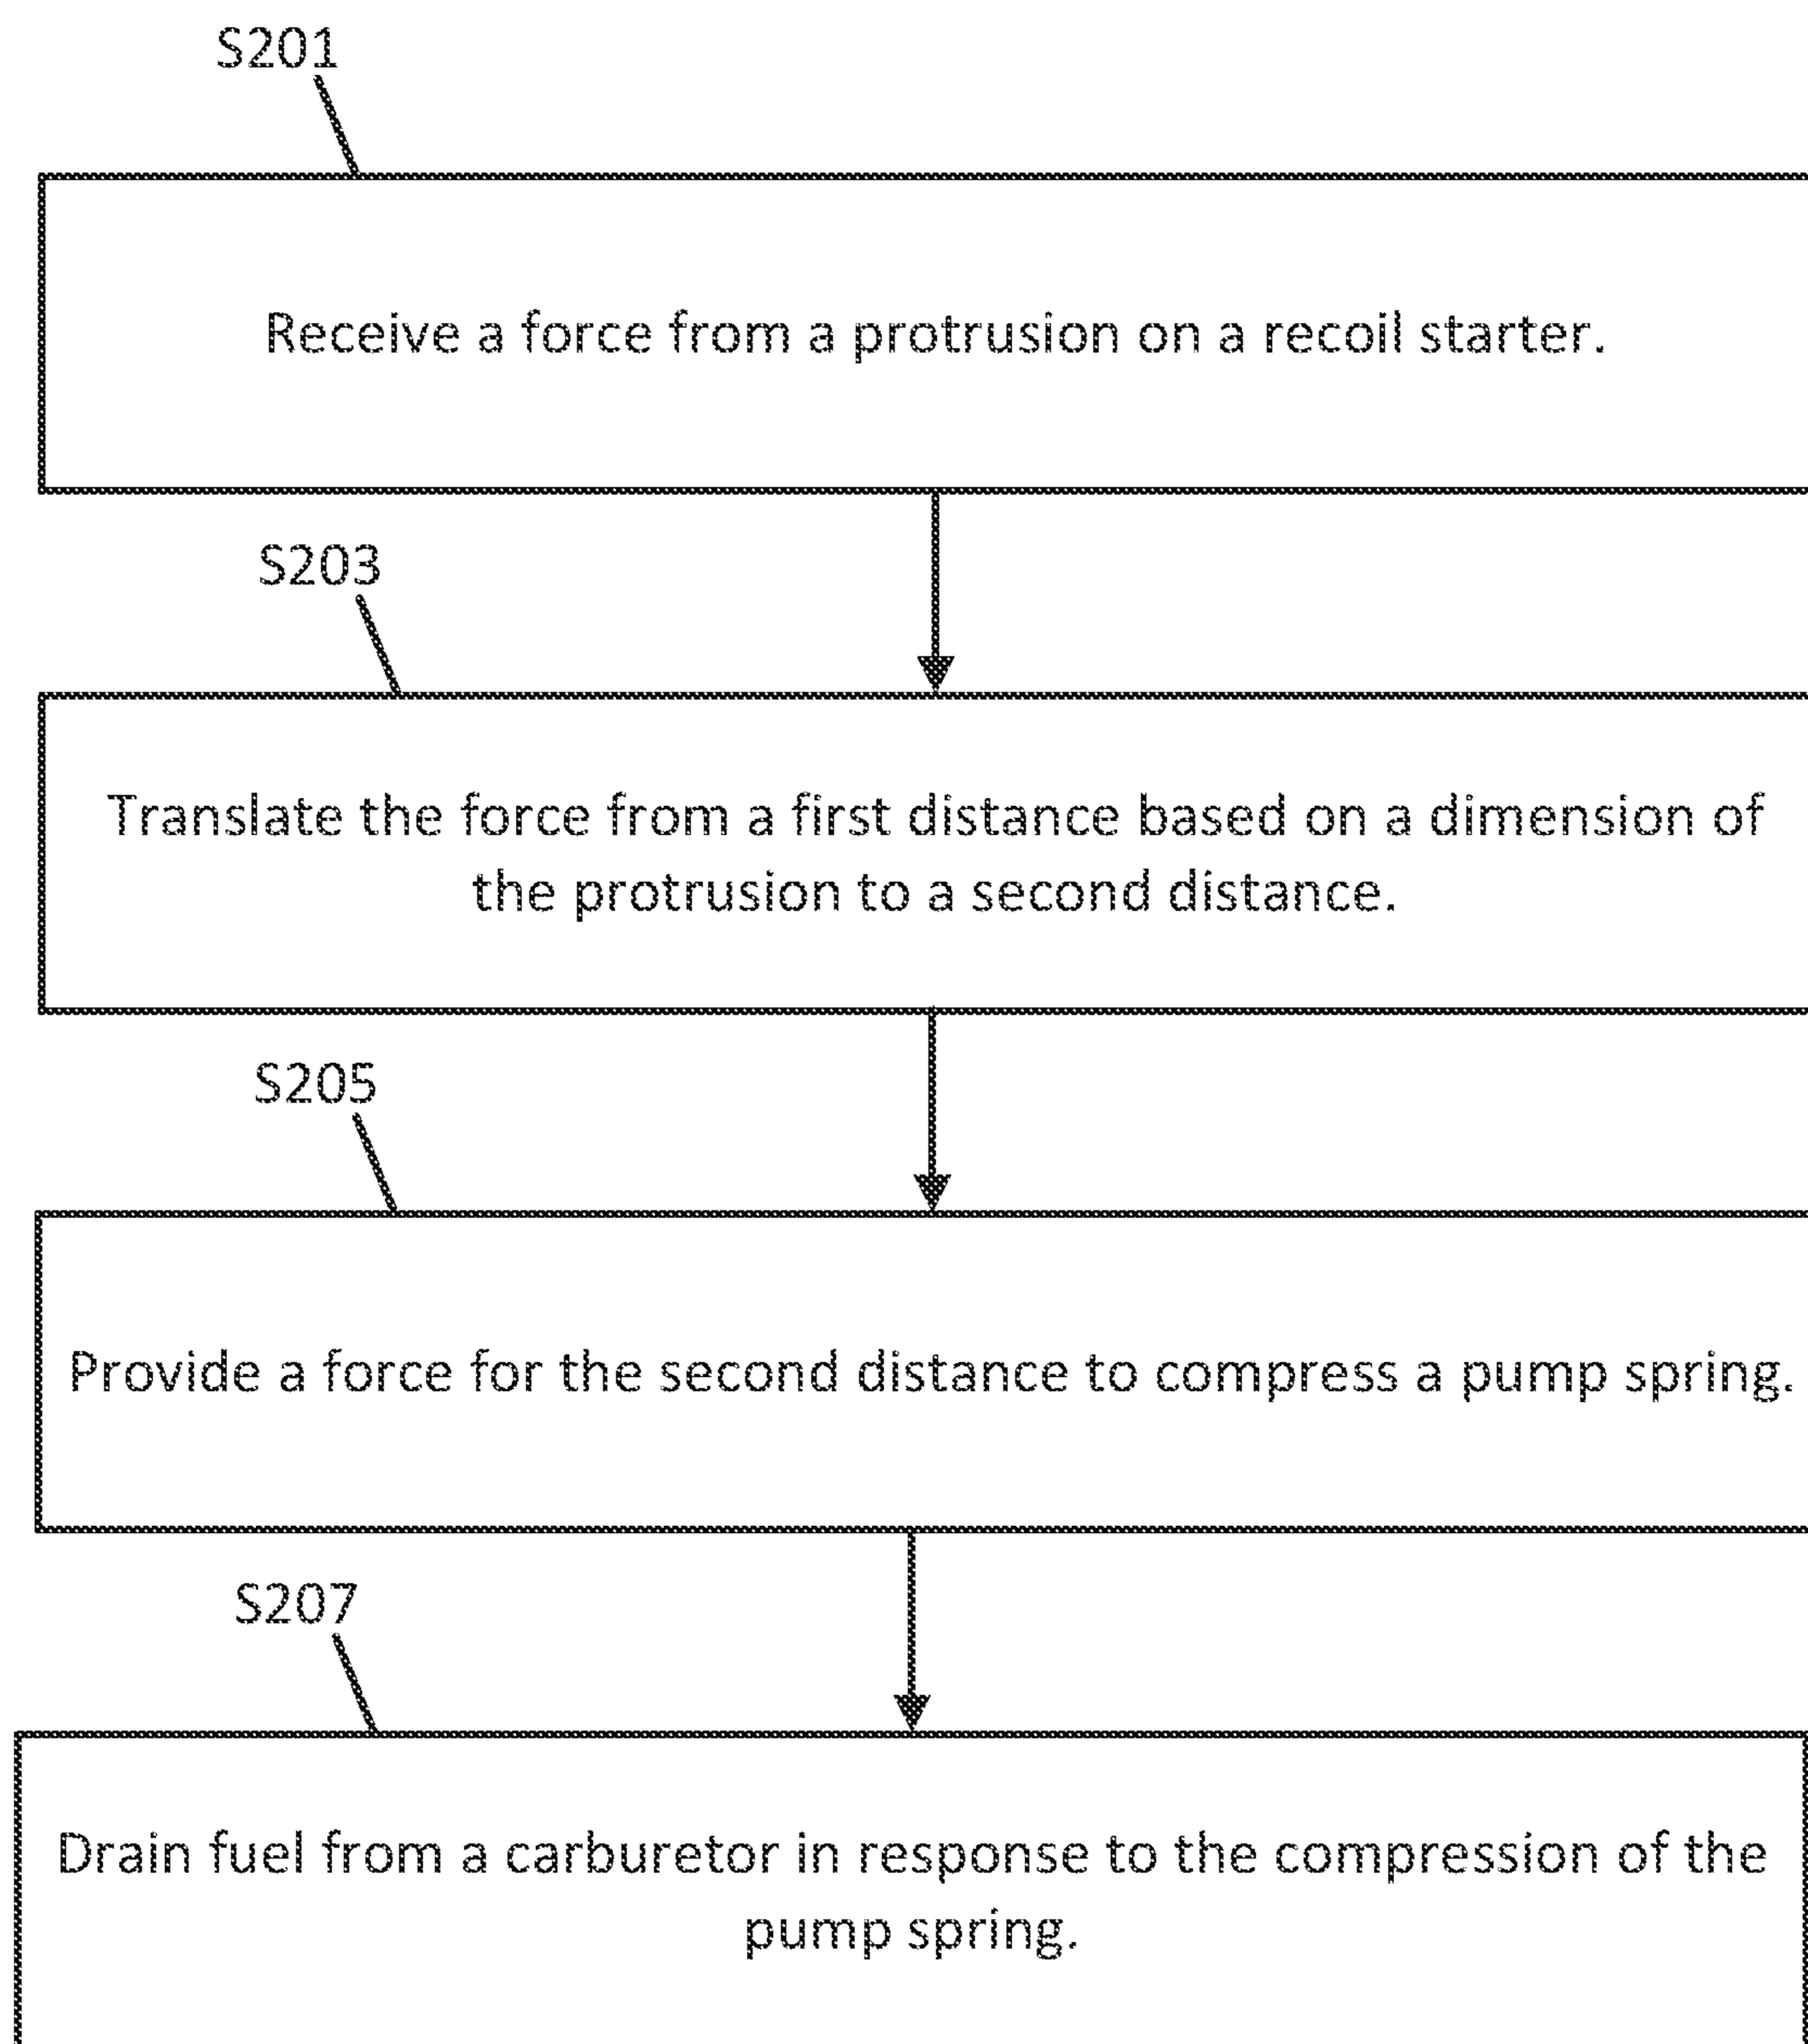 S201
Receive a force from a protrusion on a recoil starter.
S203
Translate the force from a first distance based on a dimension of
the protrusion to a second distance.
S205
Provide a force for the second distance to compress a pump spring.
S207
Drain fuel from a carburetor in response to the compression of the
pump spring.